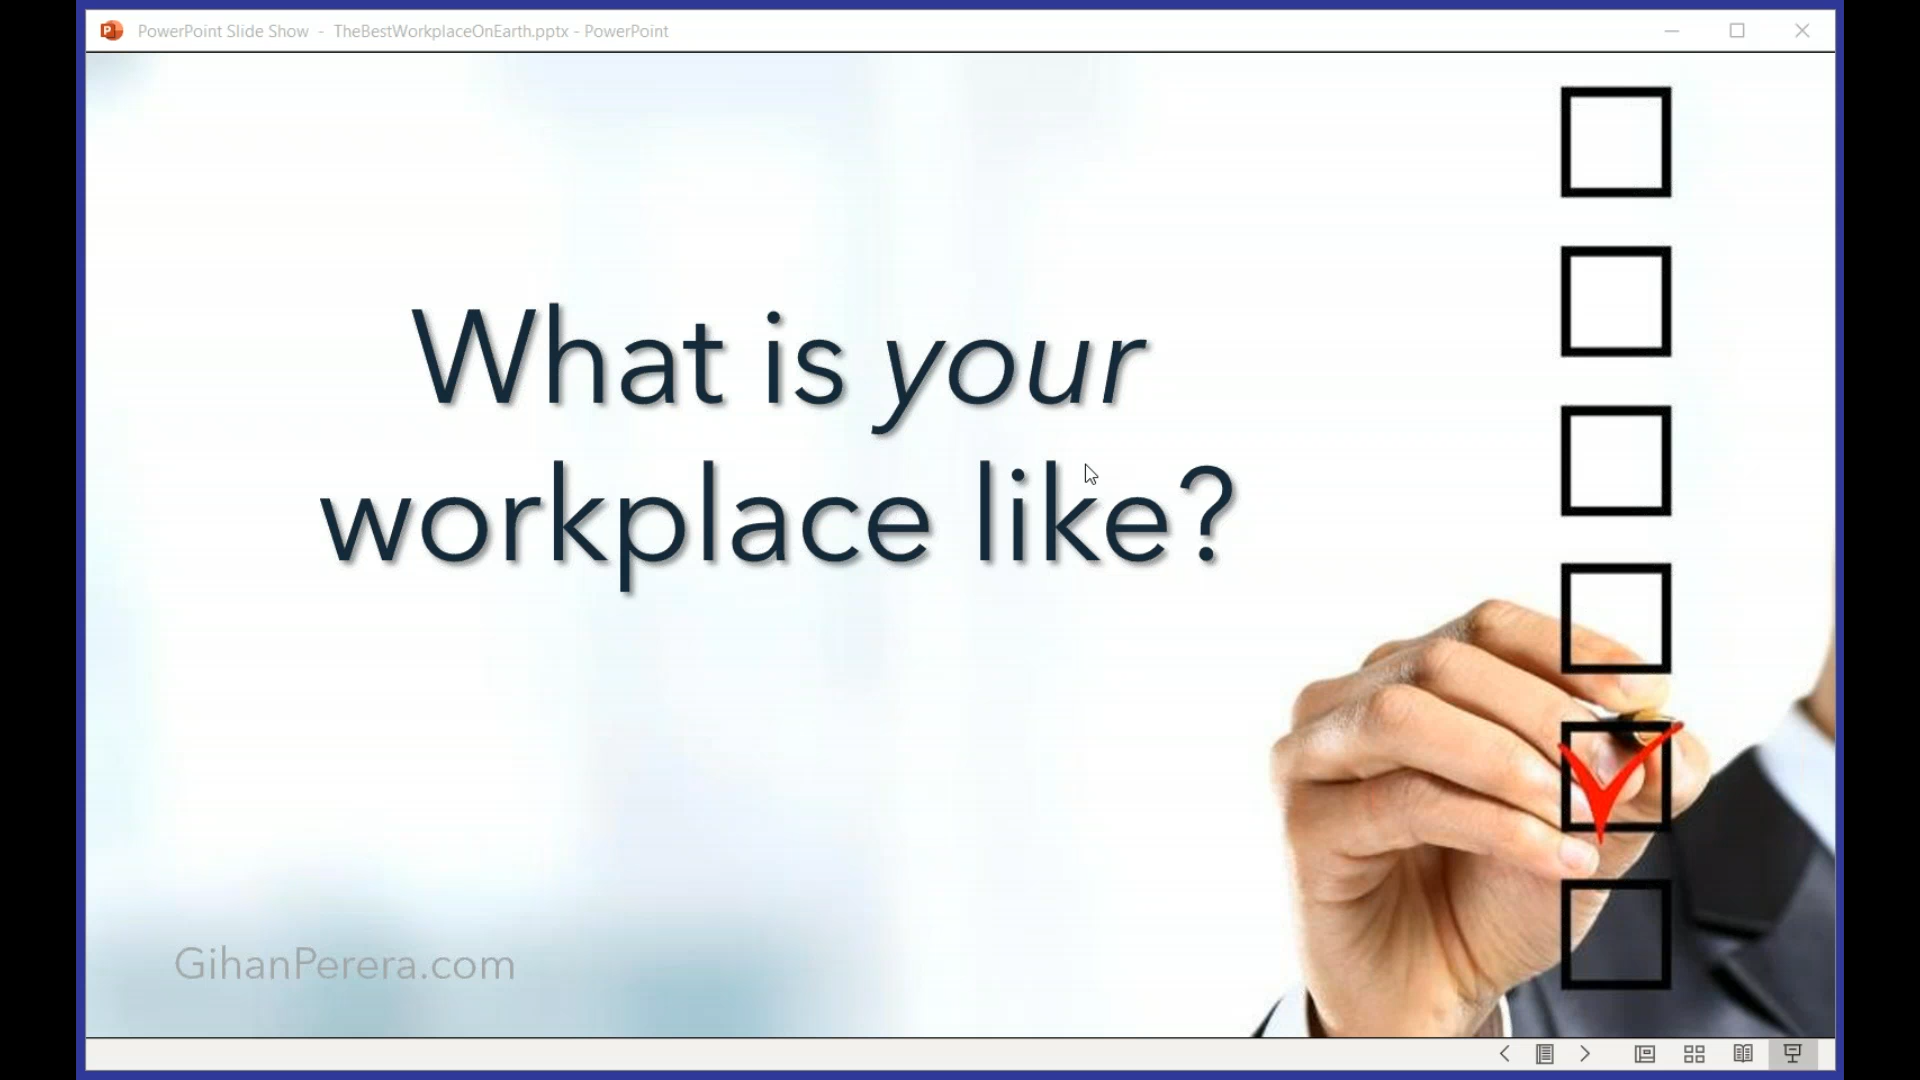 PowerPoint Slide Show - TheBestWorkplaceOnEarth.pptx - PowerPoint
What is your
workplace like?
GihanPerera.com